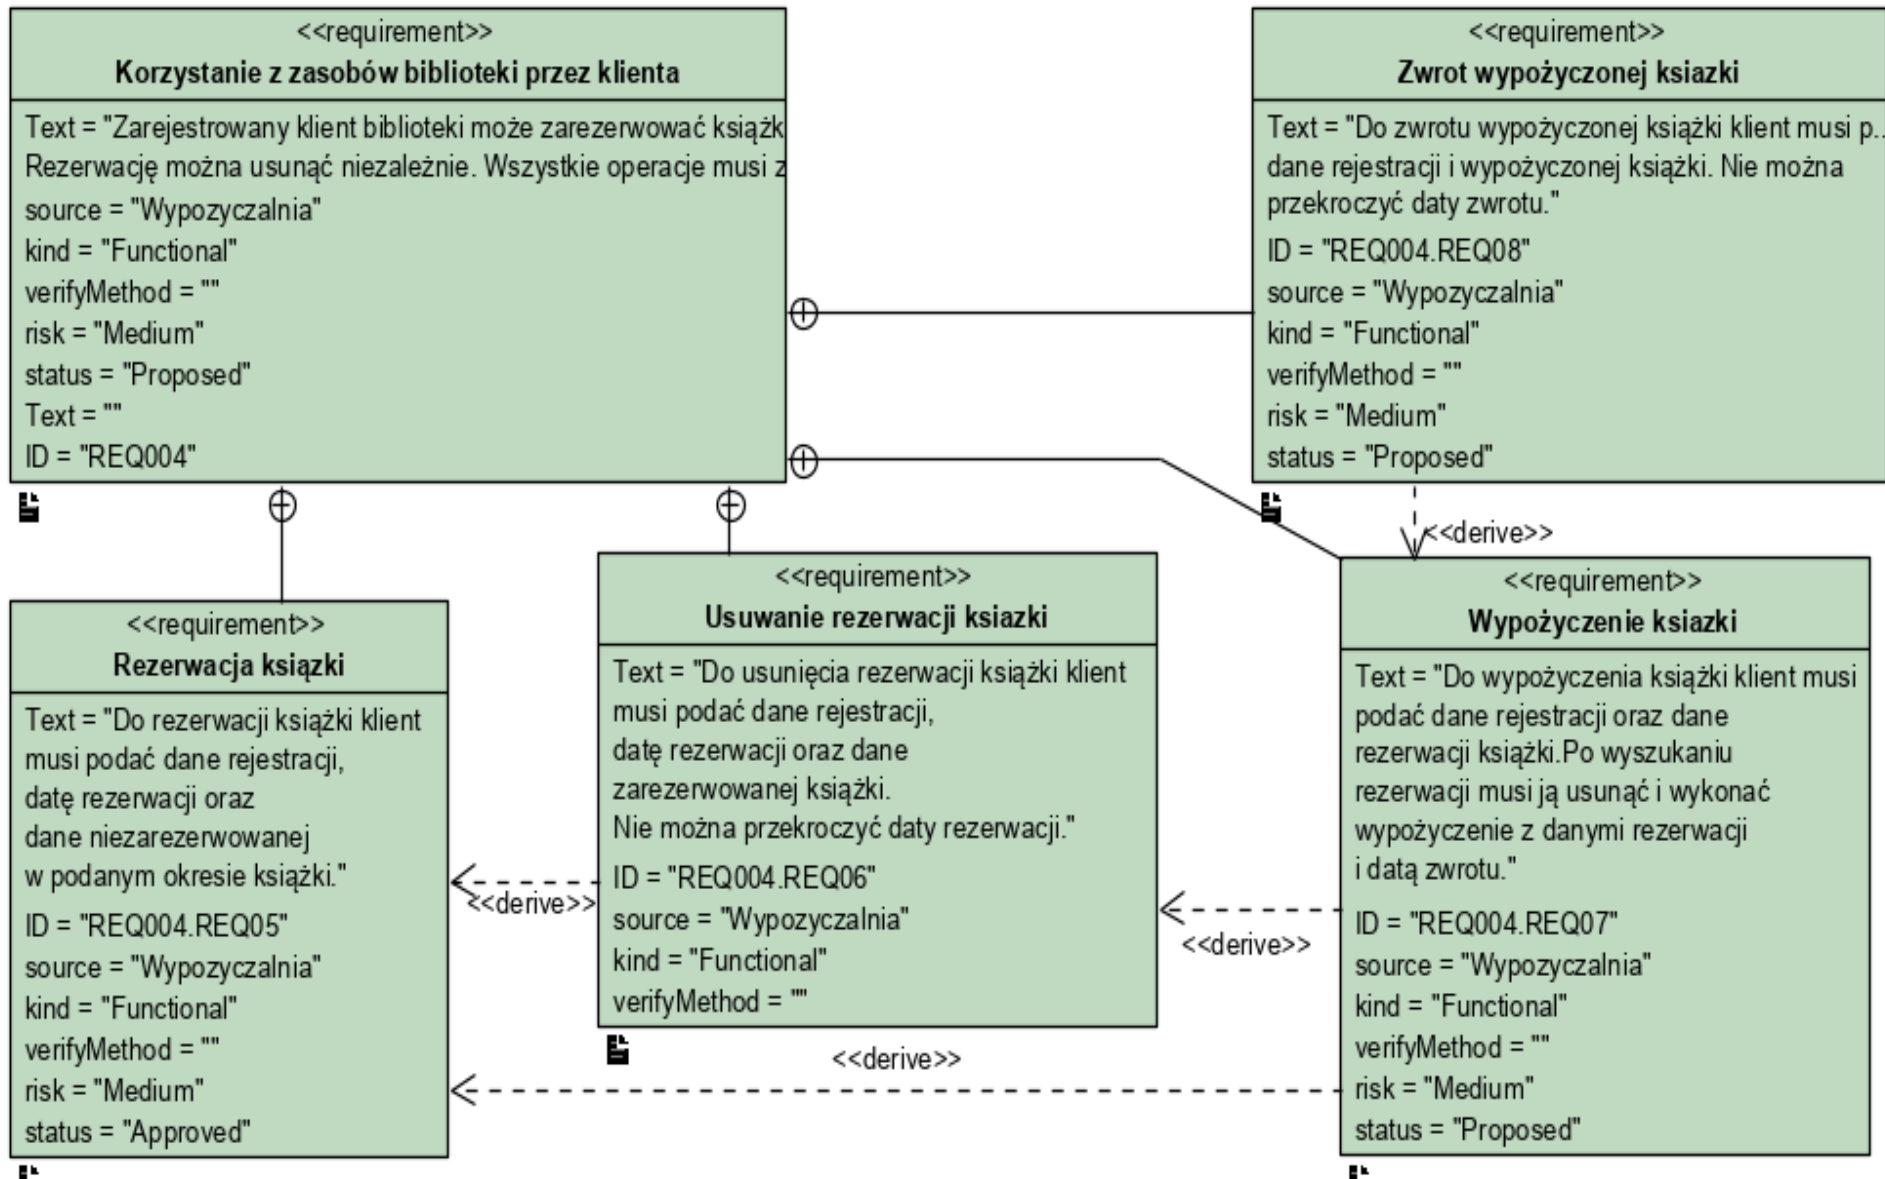 <<requirement>>
Korzystanie z zasobów biblioteki przez klienta
Text = "Zarejestrowany klient biblioteki może zarezerwować książk
Rezerwację można usunąć niezależnie. Wszystkie operacje musi z
source = "Wypozyczalnia"
kind = "Functional"
verifyMethod = ""
risk = "Medium"
status = "Proposed"
Text = ""
ID = "REQ004"
<<requirement>>
Zwrot wypożyczonej ksiazki
Text = "Do zwrotu wypożyczonej książki klient musi p..
dane rejestracji i wypożyczonej książki. Nie można
przekroczyć daty zwrotu."
ID = "REQ004.REQ08"
source = "Wypozyczalnia"
kind = "Functional"
verifyMethod = ""
risk = "Medium"
status = "Proposed"
<<derive>>
<<requirement>>
Rezerwacja książki
Text = "Do rezerwacji książki klient
musi podać dane rejestracji,
datę rezerwacji oraz
dane niezarezerwowanej
w podanym okresie książki."
ID = "REQ004.REQ05"
source = "Wypozyczalnia"
kind = "Functional"
verifyMethod = ""
risk = "Medium"
status = "Approved"
<<derive>>
<<requirement>>
Usuwanie rezerwacji ksiazki
Text = "Do usunięcia rezerwacji książki klient
musi podać dane rejestracji,
datę rezerwacji oraz dane
zarezerwowanej książki.
Nie można przekroczyć daty rezerwacji."
ID = "REQ004.REQ06"
source = "Wypozyczalnia"
kind = "Functional"
verifyMethod = ""
<<derive>>
<<derive>>
<<requirement>>
Wypożyczenie ksiazki
Text = "Do wypożyczenia książki klient musi
podać dane rejestracji oraz dane
rezerwacji książki.Po wyszukaniu
rezerwacji musi ją usunąć i wykonać
wypożyczenie z danymi rezerwacji
i datą zwrotu."
ID = "REQ004.REQ07"
source = "Wypozyczalnia"
kind = "Functional"
verifyMethod = ""
risk = "Medium"
status = "Proposed"